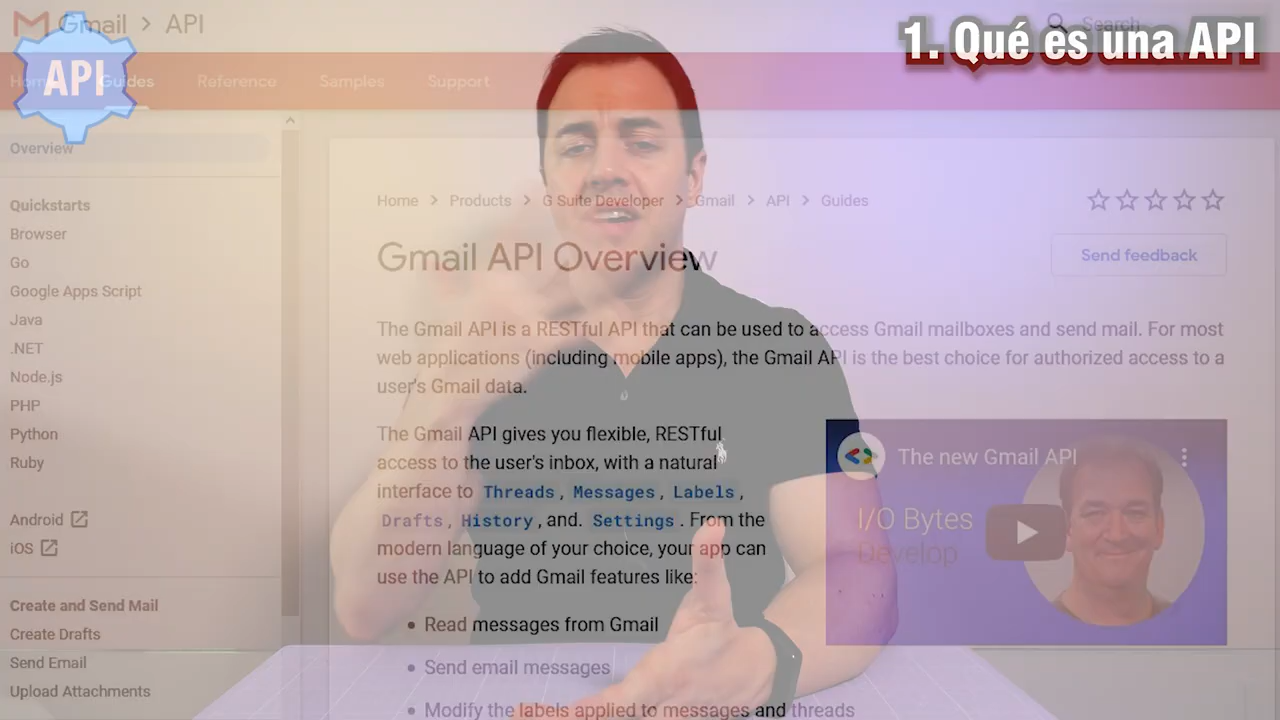 Gmail > API
Search
1. Qué es una API
API
Home
Guides
Reference
Samples
Support
Overview
Quickstarts
Browser
Go
Google Apps Script
Java
.NET
Node.js
PHP
Python
Ruby
Android
iOS
Create and Send Mail
Create Drafts
Send Email
Upload Attachments
Home > Products > G Suite Developer > Gmail > API > Guides
Gmail API Overview
Send feedback
The Gmail API is a RESTful API that can be used to access Gmail mailboxes and send mail. For most
web applications (including mobile apps), the Gmail API is the best choice for authorized access to a
user's Gmail data.
The Gmail API gives you flexible, RESTful
access to the user's inbox, with a natural
interface to Threads, Messages, Labels,
Drafts, History, and. Settings. From the
modern language of your choice, your app can
use the API to add Gmail features like:
• Read messages from Gmail
• Send email messages
• Modify the labels applied to messages and threads
The new Gmail API
I/O Bytes
Develop